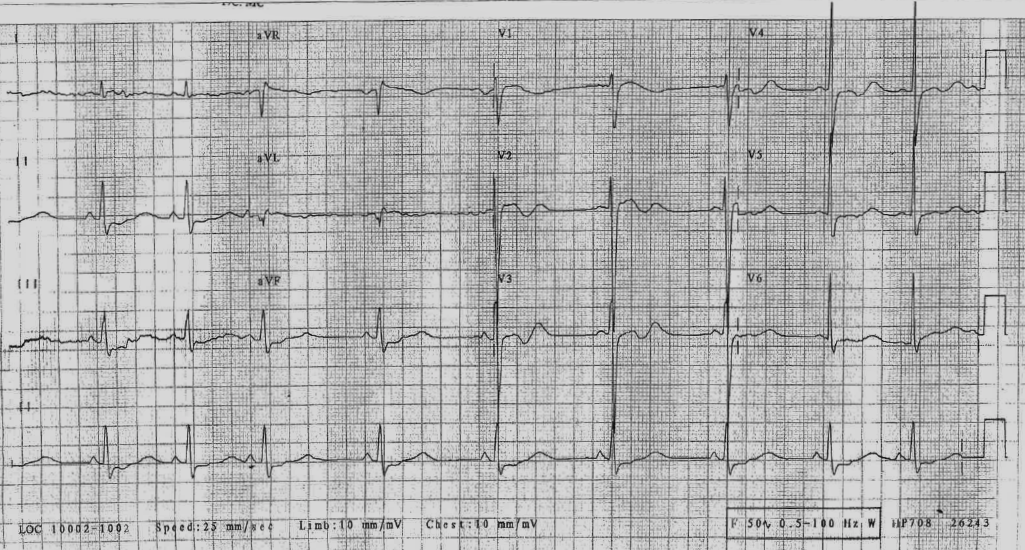 I aVR V1 V4
II aVL V2 V5
III aVF V3 V6
II
LOC 10002-1002 Speed:25 mm/sec Limb:10 mm/mV Chest:10 mm/mV F 50∿ 0.5-100 Hz W HP708 26243